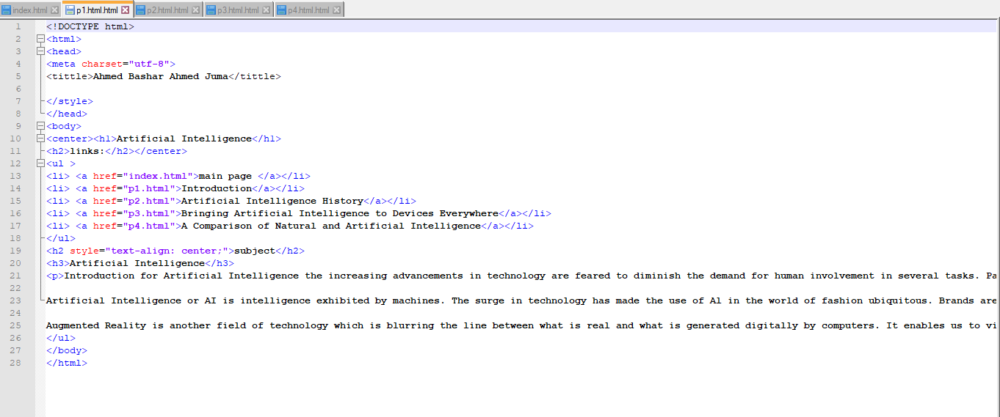 index.html p1.html.html p2.html.html p3.html.html p4.html.html
1 <!DOCTYPE html>
2 <html>
3 <head>
4 <meta charset="utf-8">
5 <tittle>Ahmed Bashar Ahmed Juma</tittle>
6
7 </style>
8 </head>
9 <body>
10 <center><h1>Artificial Intelligence</h1>
11 <h2>links:</h2></center>
12 <ul >
13 <li> <a href="index.html">main page </a></li>
14 <li> <a href="p1.html">Introduction</a></li>
15 <li> <a href="p2.html">Artificial Intelligence History</a></li>
16 <li> <a href="p3.html">Bringing Artificial Intelligence to Devices Everywhere</a></li>
17 <li> <a href="p4.html">A Comparison of Natural and Artificial Intelligence</a></li>
18 </ul>
19 <h2 style="text-align: center;">subject</h2>
20 <h3>Artificial Intelligence</h3>
21 <p>Introduction for Artificial Intelligence the increasing advancements in technology are feared to diminish the demand for human involvement in several tasks. Pa
22
23 Artificial Intelligence or AI is intelligence exhibited by machines. The surge in technology has made the use of Al in the world of fashion ubiquitous. Brands are
24
25 Augmented Reality is another field of technology which is blurring the line between what is real and what is generated digitally by computers. It enables us to vi
26 </ul>
27 </body>
28 </html>